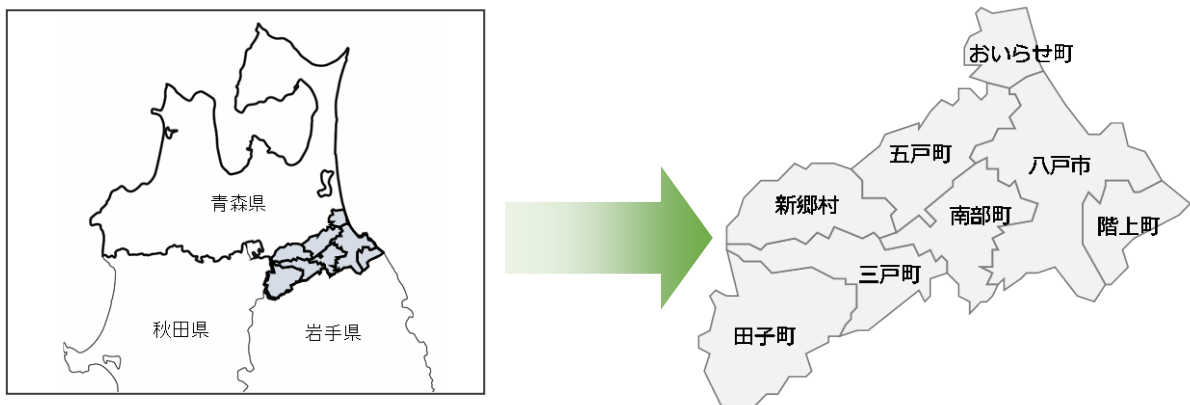 青森県
秋田県
岩手県
おいらせ町
五戸町
八戸市
新郷村
南部町
階上町
三戸町
田子町